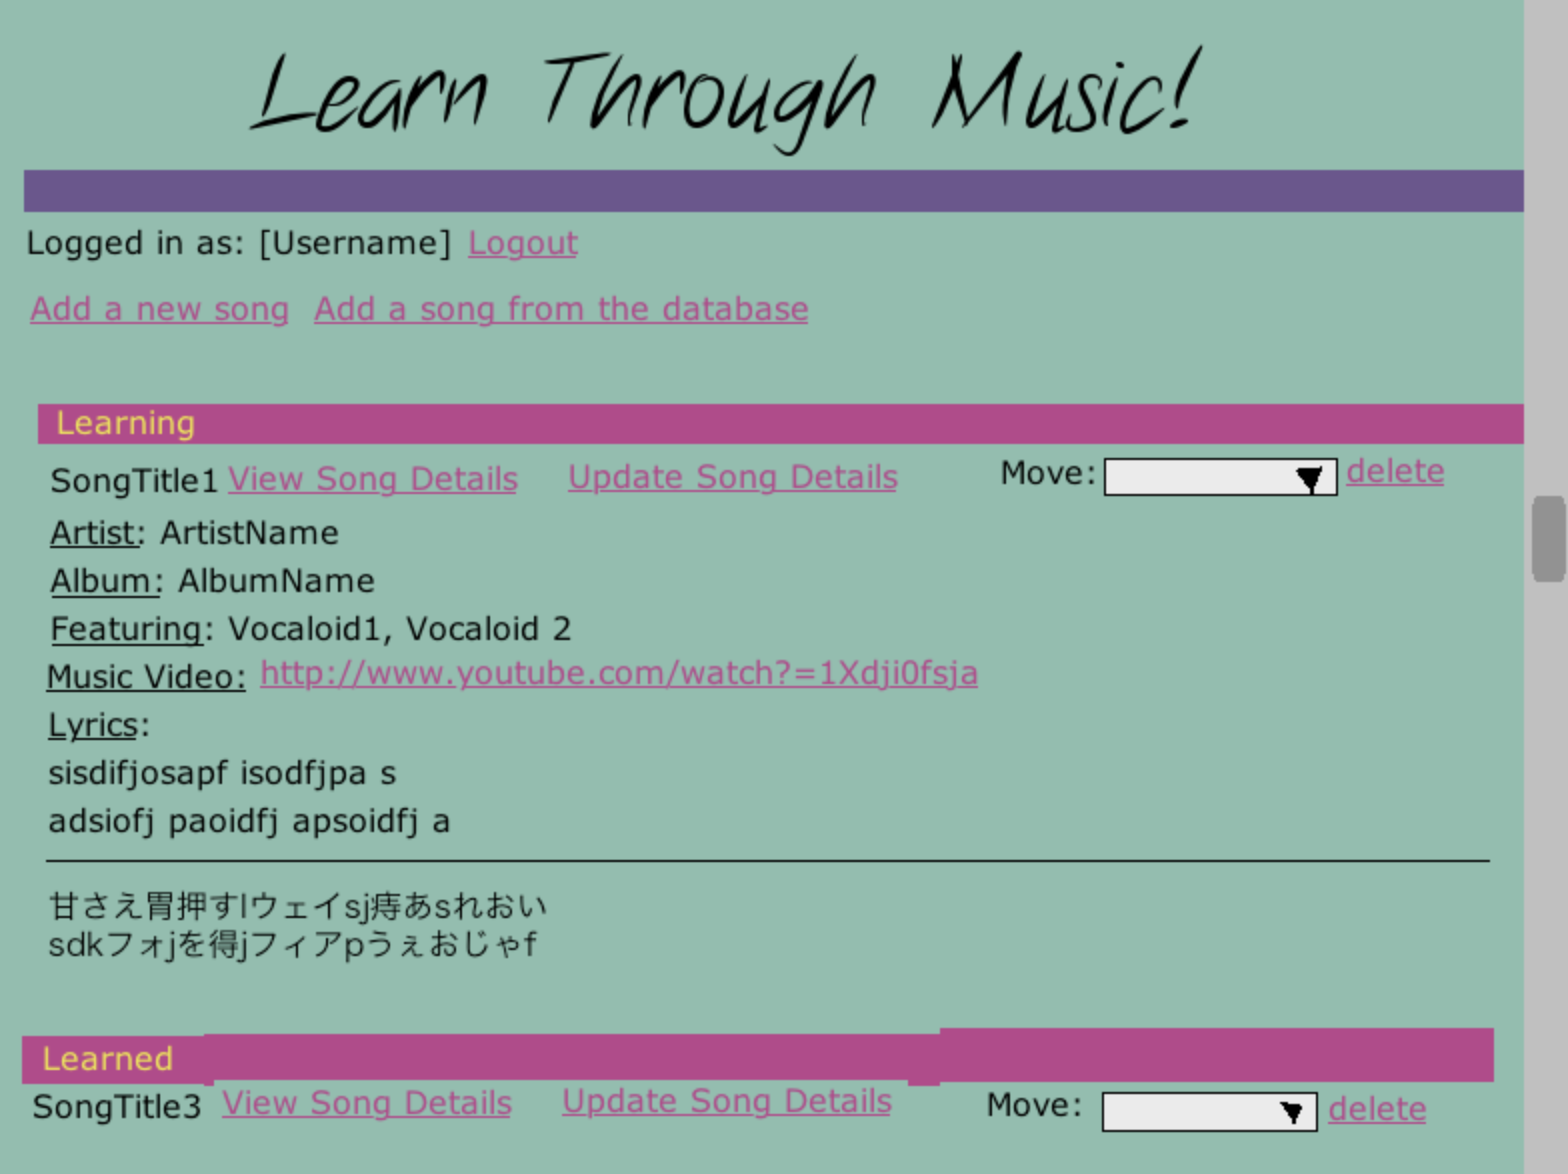 Learn Through Music!
Logged in as: [Username] Logout
Add a new song Add a song from the database
Learning
SongTitle1 View Song Details Update Song Details Move: delete
Artist: ArtistName
Album: AlbumName
Featuring: Vocaloid1, Vocaloid 2
Music Video: http://www.youtube.com/watch?=1Xdji0fsja
Lyrics:
sisdifjosapf isodfjpa s
adsiofj paoidfj apsoidfj a
甘さえ胃押すlウェイsj痔あsれおい
sdkフォjを得jフィアpうぇおじゃf
Learned
SongTitle3 View Song Details Update Song Details Move: delete